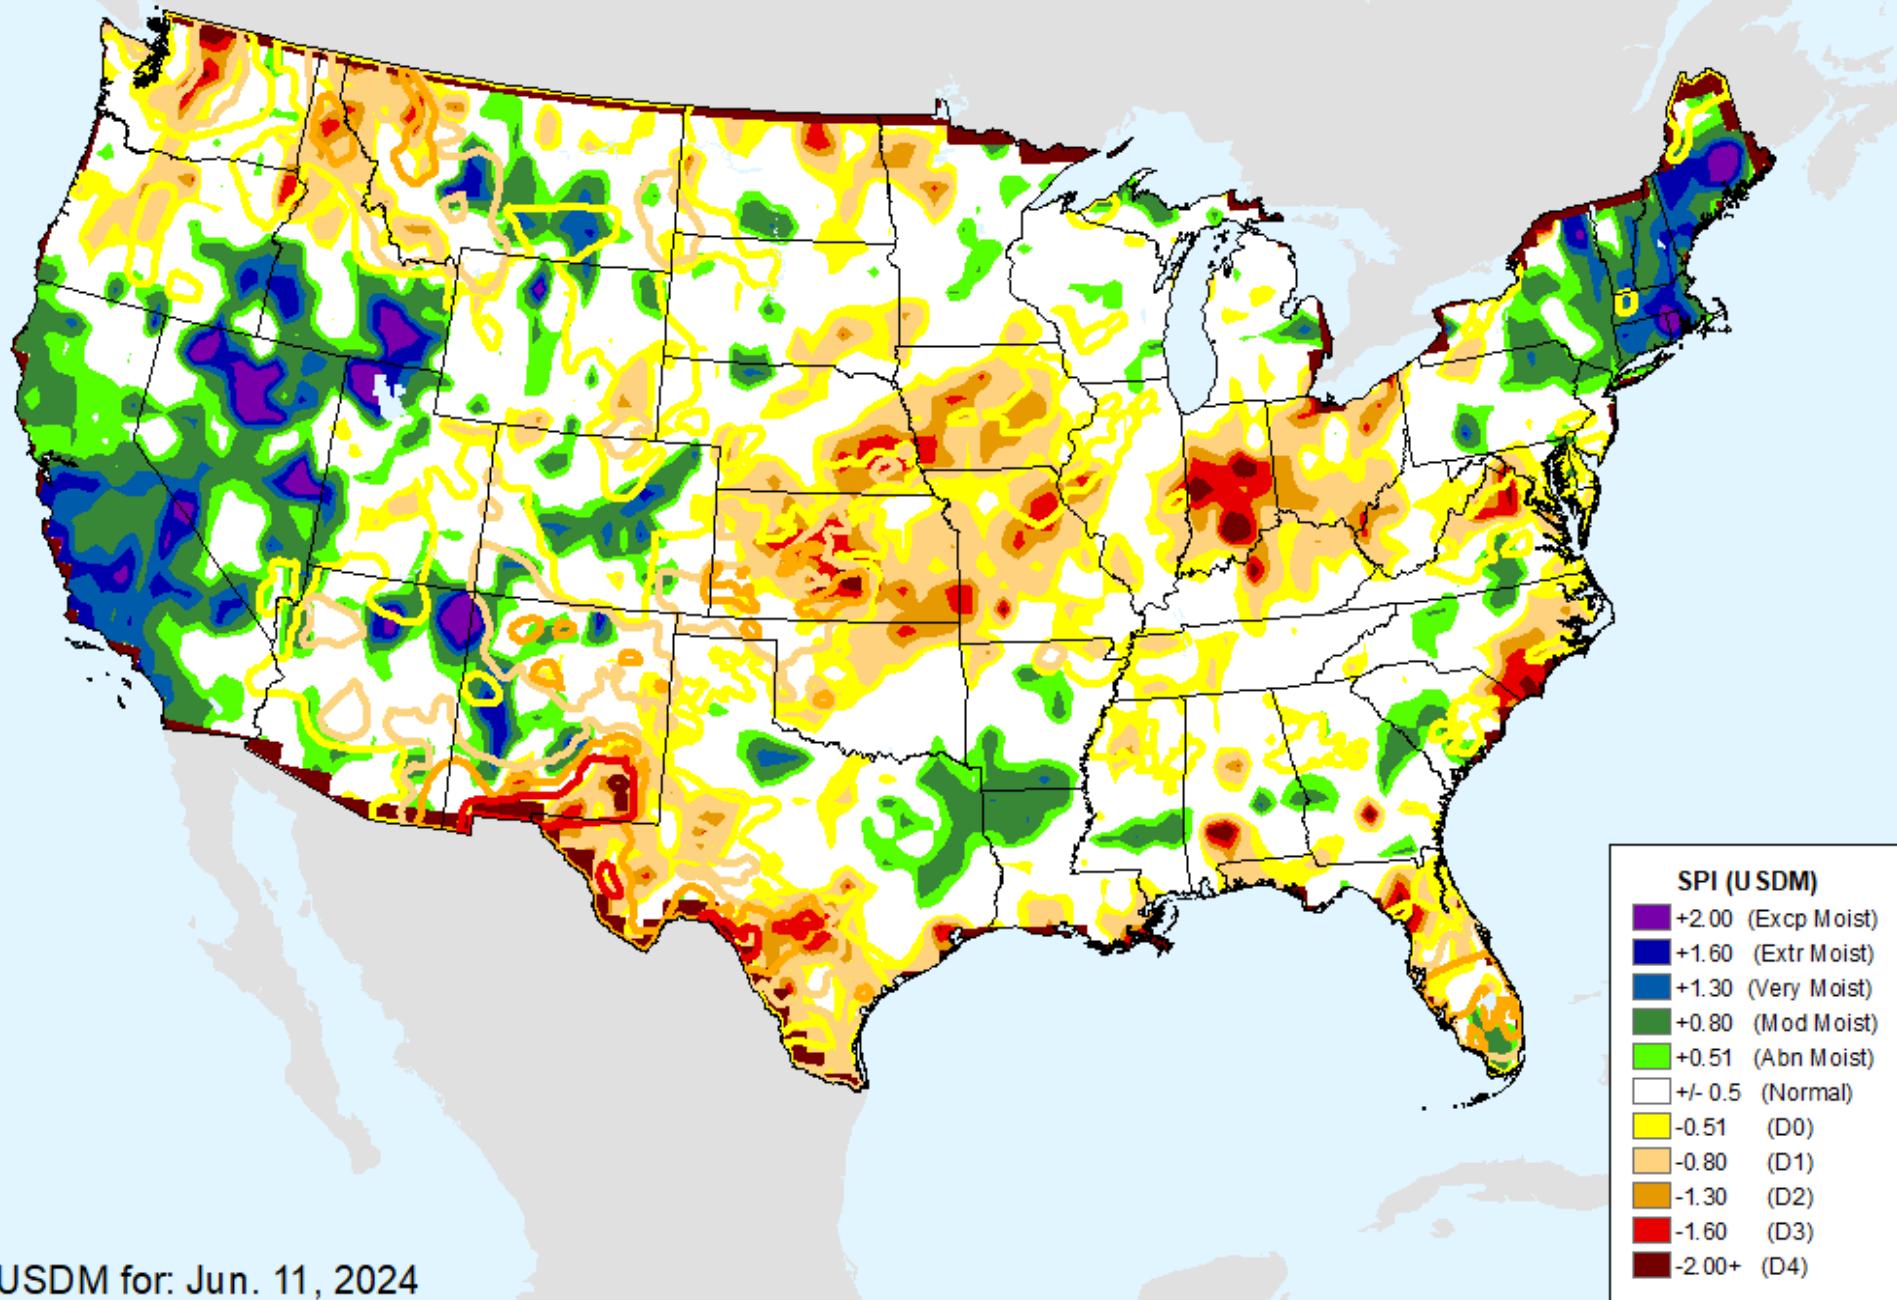 SPI (USDM)
+2.00 (Excp Moist)
+1.60 (Extr Moist)
+1.30 (Very Moist)
+0.80 (Mod Moist)
+0.51 (Abn Moist)
+/- 0.5 (Normal)
-0.51 (D0)
-0.80 (D1)
-1.30 (D2)
-1.60 (D3)
-2.00+ (D4)
USDM for: Jun. 11, 2024